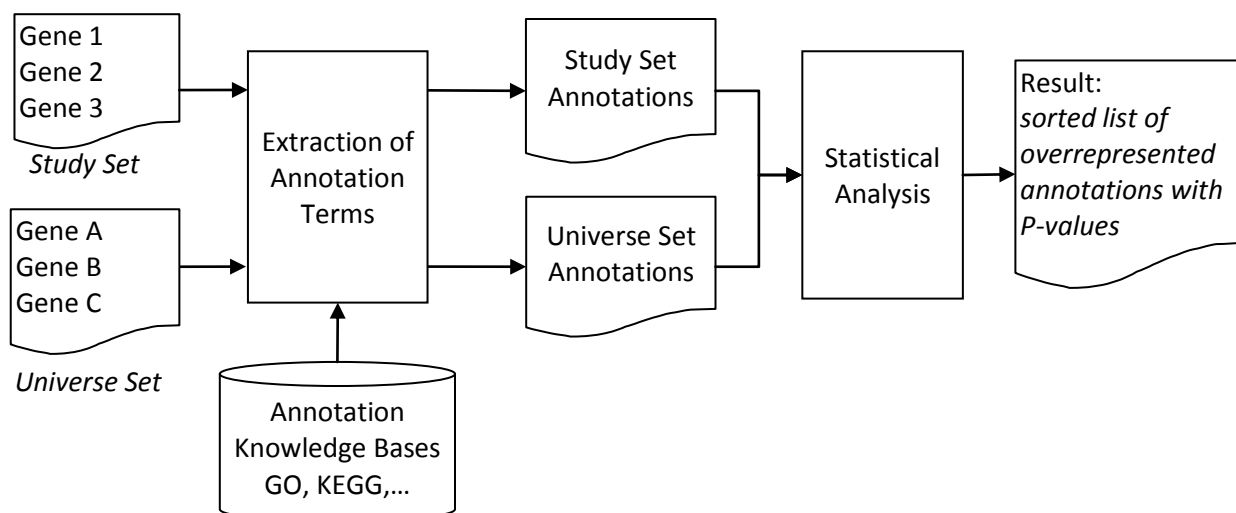 Gene 1
Gene 2
Gene 3
Study Set
Gene A
Gene B
Gene C
Universe Set
Extraction of
Annotation
Terms
Annotation
Knowledge Bases
GO, KEGG,...
Study Set
Annotations
Universe Set
Annotations
Statistical
Analysis
Result:
sorted list of
overrepresented
annotations with
P-values